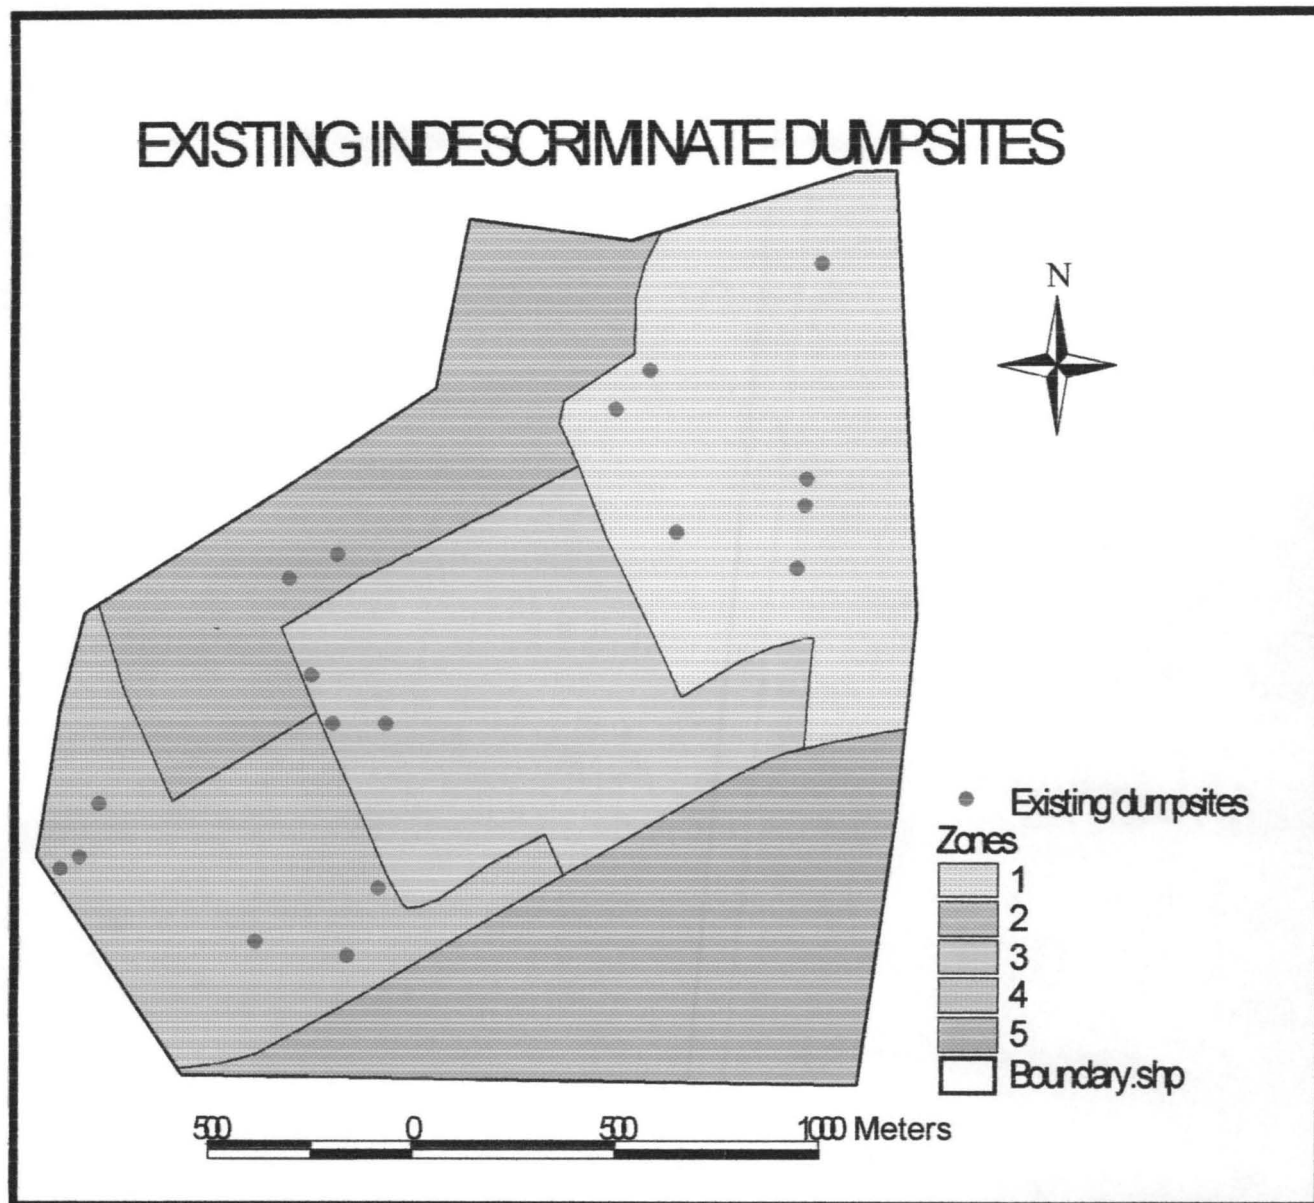 EXISTING INDESCRIMINATE DUMPSITES
N
Existing dumpsites
Zones
1
2
3
4
5
Boundary.shp
500 0 500 1000 Meters